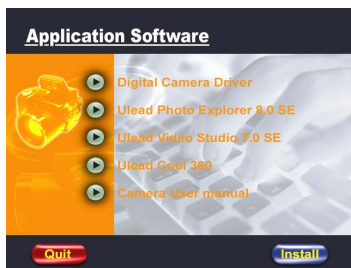 Application Software
Digital Camera Driver
Ulead Photo Explorer 8.0 SE
Ulead Video Studio 7.0 SE
Ulead Cool 360
Camera User manual
Quit
Install